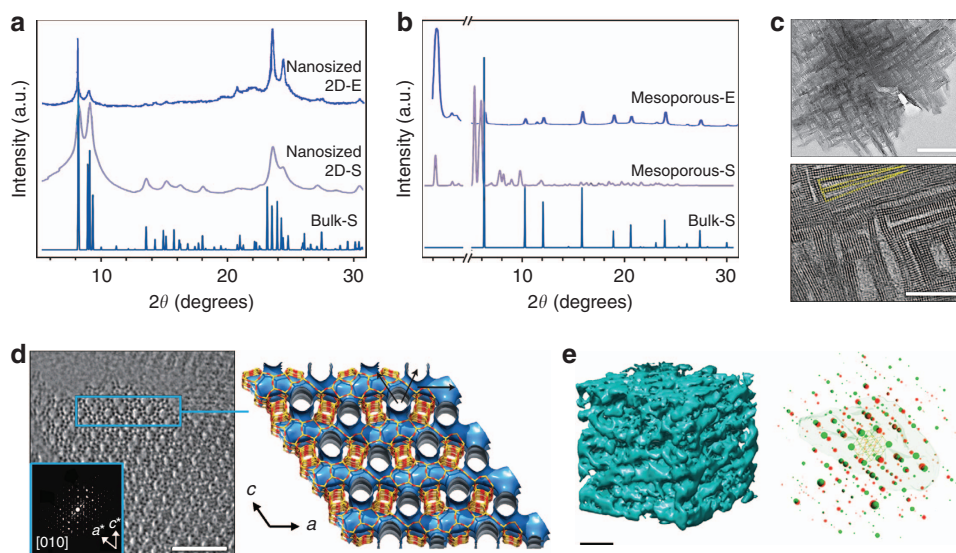 a
Intensity (a.u.)
Nanosized
2D-E
Nanosized
2D-S
Bulk-S
10
20
30
2θ (degrees)
b
Intensity (a.u.)
Mesoporous-E
Mesoporous-S
Bulk-S
10
20
30
2θ (degrees)
c
d
[010]
a*
c*
c
a
e